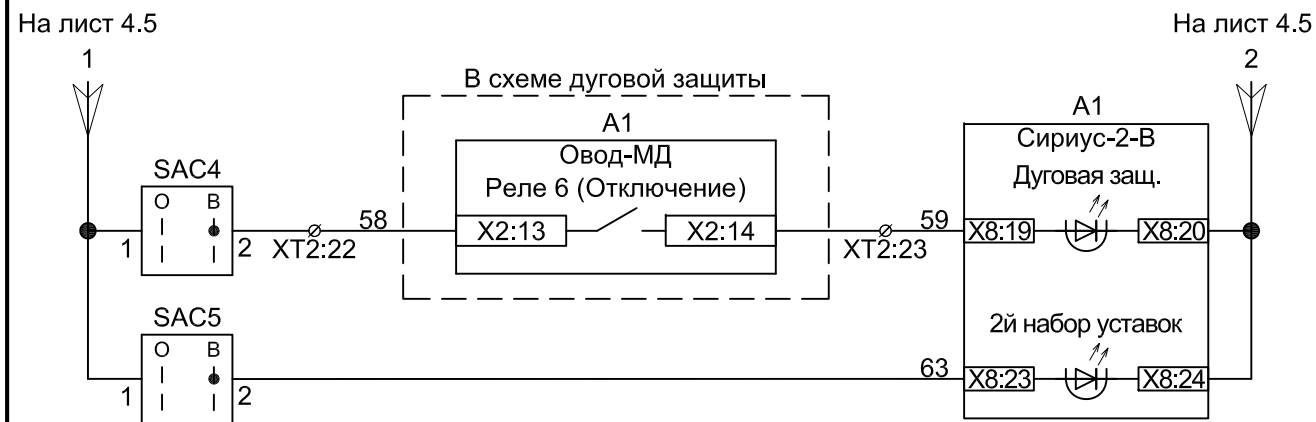 На лист 4.5
На лист 4.5
1
2
В схеме дуговой защиты
А1
А1
Овод-МД
Сириус-2-В
SAC4
Реле 6 (Отключение)
Дуговая защ.
О В
1
2
XT2:22
58
X2:13
X2:14
XT2:23
59
X8:19
X8:20
SAC5
2й набор уставок
О В
1
2
63
X8:23
X8:24